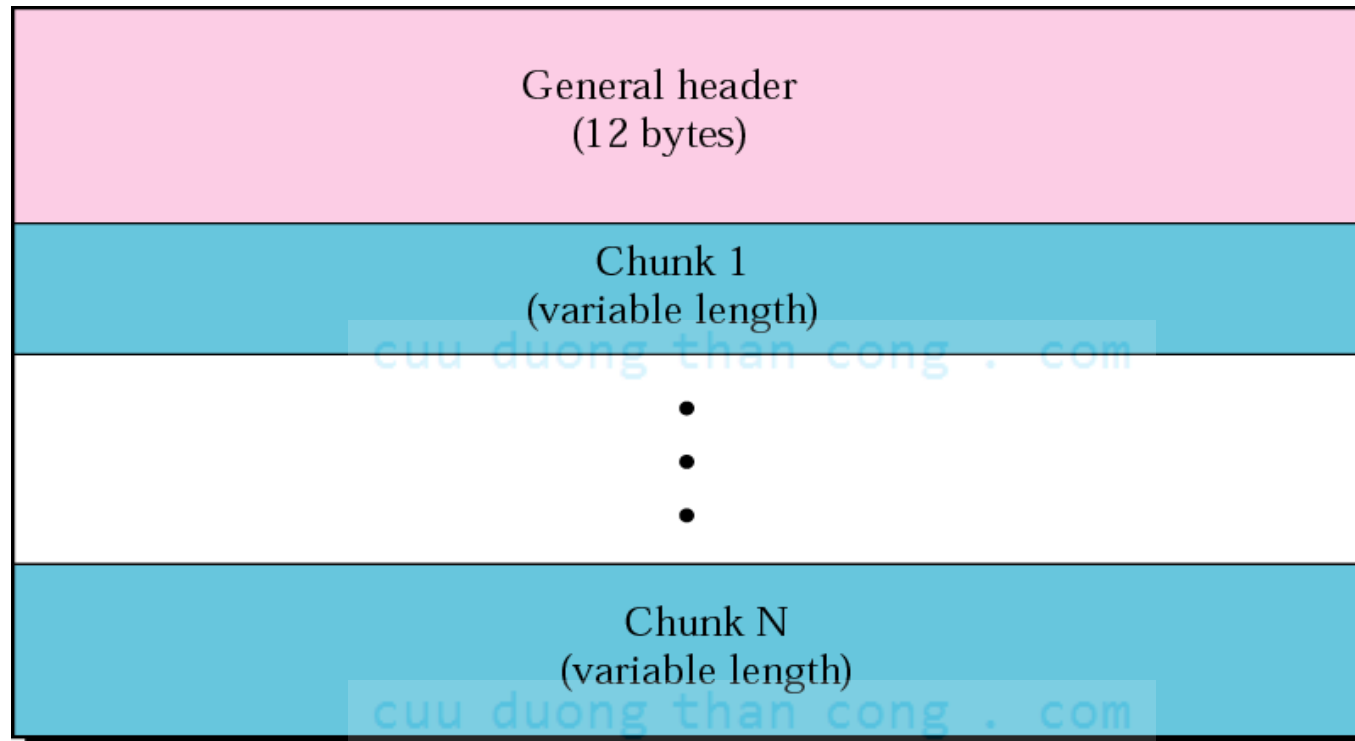 General header
(12 bytes)
Chunk 1
(variable length)
cuu duong than cong . com
Chunk N
(variable length)
cuu duong than cong . com